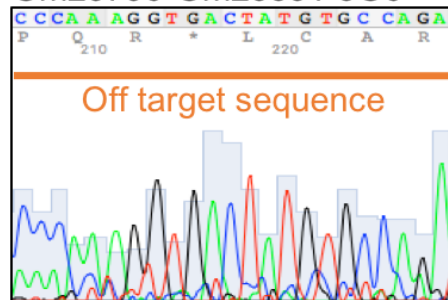 CCCAAAGGTGACTATGTGCCAGA
P Q R * L C A R
210 220
Off target sequence